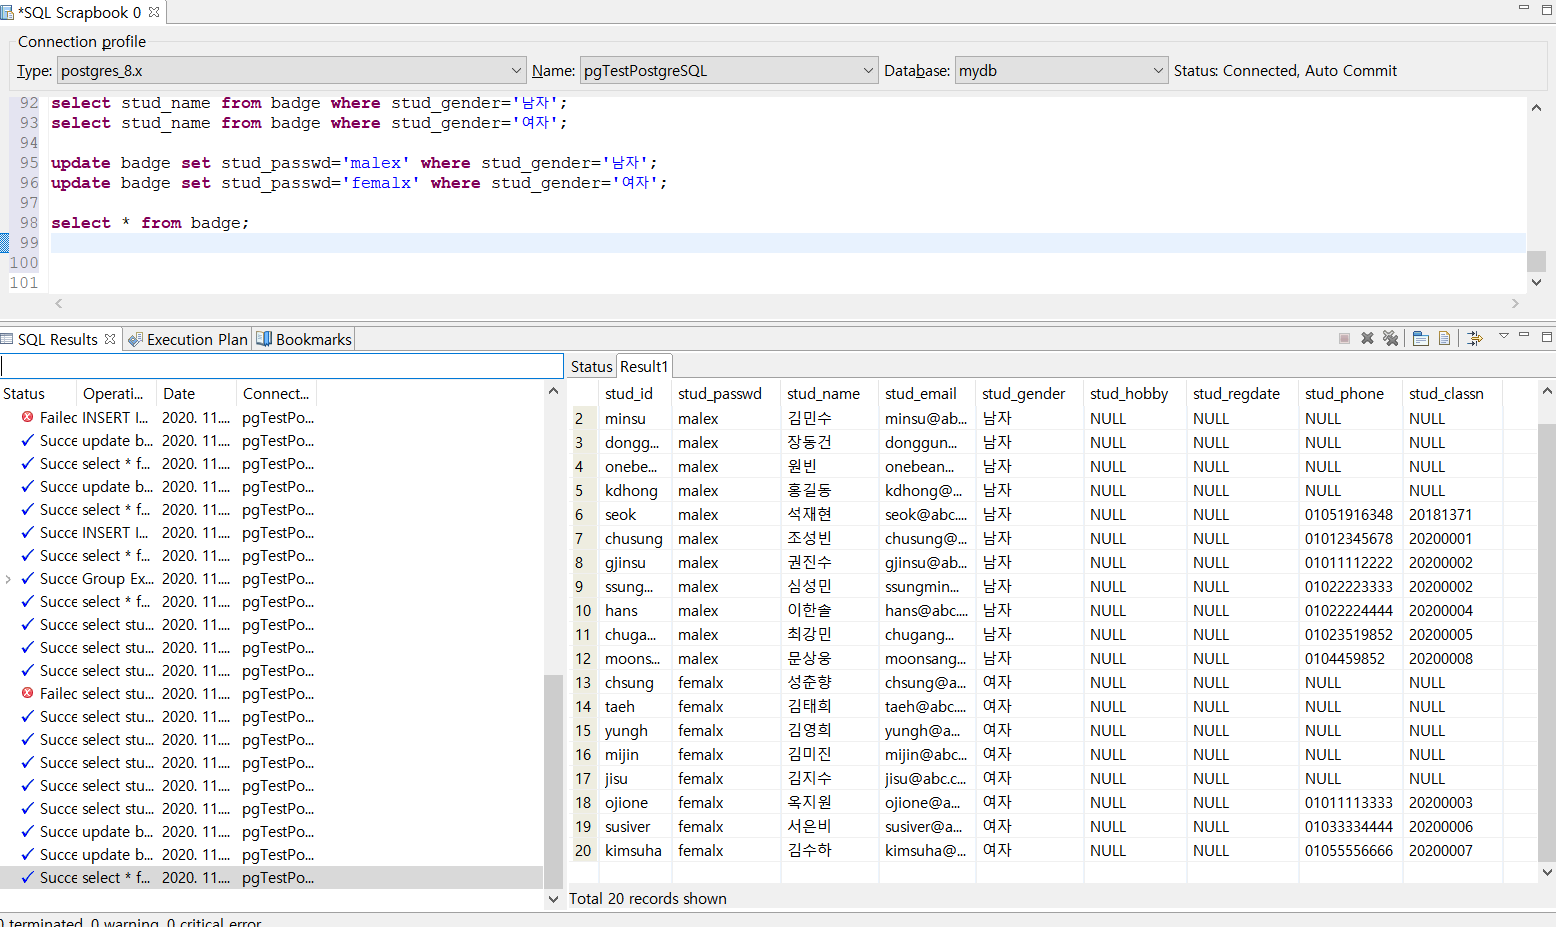 *SQL Scrapbook 0
Connection profile
Type: postgres_8.x Name: pgTestPostgreSQL Database: mydb Status: Connected, Auto Commit
92 select stud_name from badge where stud_gender='남자';
93 select stud_name from badge where stud_gender='여자';
94
95 update badge set stud_passwd='malex' where stud_gender='남자';
96 update badge set stud_passwd='femalx' where stud_gender='여자';
97
98 select * from badge;
99
100
101
SQL Results Execution Plan Bookmarks
Status Operati... Date Connect...
Failed INSERT I... 2020. 11.... pgTestPo...
Succe update b... 2020. 11.... pgTestPo...
Succe select * f... 2020. 11.... pgTestPo...
Succe update b... 2020. 11.... pgTestPo...
Succe select * f... 2020. 11.... pgTestPo...
Succe INSERT I... 2020. 11.... pgTestPo...
Succe select * f... 2020. 11.... pgTestPo...
Succe Group Ex... 2020. 11.... pgTestPo...
Succe select * f... 2020. 11.... pgTestPo...
Succe select stu... 2020. 11.... pgTestPo...
Succe select stu... 2020. 11.... pgTestPo...
Succe select stu... 2020. 11.... pgTestPo...
Failed select stu... 2020. 11.... pgTestPo...
Succe select stu... 2020. 11.... pgTestPo...
Succe select stu... 2020. 11.... pgTestPo...
Succe select stu... 2020. 11.... pgTestPo...
Succe select stu... 2020. 11.... pgTestPo...
Succe select stu... 2020. 11.... pgTestPo...
Succe update b... 2020. 11.... pgTestPo...
Succe update b... 2020. 11.... pgTestPo...
Succe select * f... 2020. 11.... pgTestPo...
Status Result1
stud_id stud_passwd stud_name stud_email stud_gender stud_hobby stud_regdate stud_phone stud_classn
2 minsu malex 김민수 minsu@ab... 남자 NULL NULL NULL NULL
3 dongg... malex 장동건 donggun... 남자 NULL NULL NULL NULL
4 onebe... malex 원빈 onebean... 남자 NULL NULL NULL NULL
5 kdhong malex 홍길동 kdhong@... 남자 NULL NULL NULL NULL
6 seok malex 석재현 seok@abc.... 남자 NULL NULL 01051916348 20181371
7 chusung malex 조성빈 chusung@... 남자 NULL NULL 01012345678 20200001
8 gjinsu malex 권진수 gjinsu@ab... 남자 NULL NULL 01011112222 20200002
9 ssung... malex 심성민 ssungmin... 남자 NULL NULL 01022223333 20200002
10 hans malex 이한솔 hans@abc.... 남자 NULL NULL 01022224444 20200004
11 chuga... malex 최강민 chugang... 남자 NULL NULL 01023519852 20200005
12 moons... malex 문상웅 moonsang... 남자 NULL NULL 0104459852 20200008
13 chsung femalx 성춘향 chsung@a... 여자 NULL NULL NULL NULL
14 taeh femalx 김태희 taeh@abc.... 여자 NULL NULL NULL NULL
15 yungh femalx 김영희 yungh@a... 여자 NULL NULL NULL NULL
16 mijin femalx 김미진 mijin@abc... 여자 NULL NULL NULL NULL
17 jisu femalx 김지수 jisu@abc.c... 여자 NULL NULL NULL NULL
18 ojione femalx 옥지원 ojione@a... 여자 NULL NULL 01011113333 20200003
19 susiver femalx 서은비 susiver@a... 여자 NULL NULL 01033334444 20200006
20 kimsuha femalx 김수하 kimsuha@... 여자 NULL NULL 01055556666 20200007
Total 20 records shown
0 terminated, 0 warning, 0 critical error